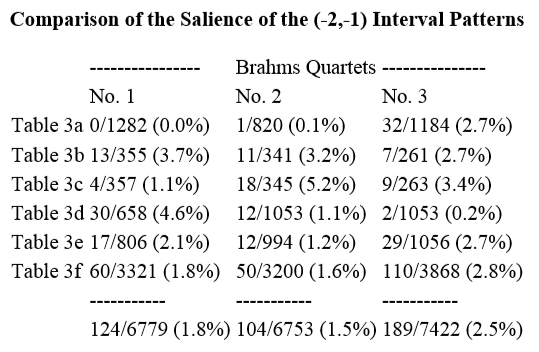 Comparison of the Salience of the (-2,-1) Interval Patterns
---------------- Brahms Quartets ---------------
No. 1 No. 2 No. 3
Table 3a 0/1282 (0.0%) 1/820 (0.1%) 32/1184 (2.7%)
Table 3b 13/355 (3.7%) 11/341 (3.2%) 7/261 (2.7%)
Table 3c 4/357 (1.1%) 18/345 (5.2%) 9/263 (3.4%)
Table 3d 30/658 (4.6%) 12/1053 (1.1%) 2/1053 (0.2%)
Table 3e 17/806 (2.1%) 12/994 (1.2%) 29/1056 (2.7%)
Table 3f 60/3321 (1.8%) 50/3200 (1.6%) 110/3868 (2.8%)
----------- ----------- -----------
124/6779 (1.8%) 104/6753 (1.5%) 189/7422 (2.5%)